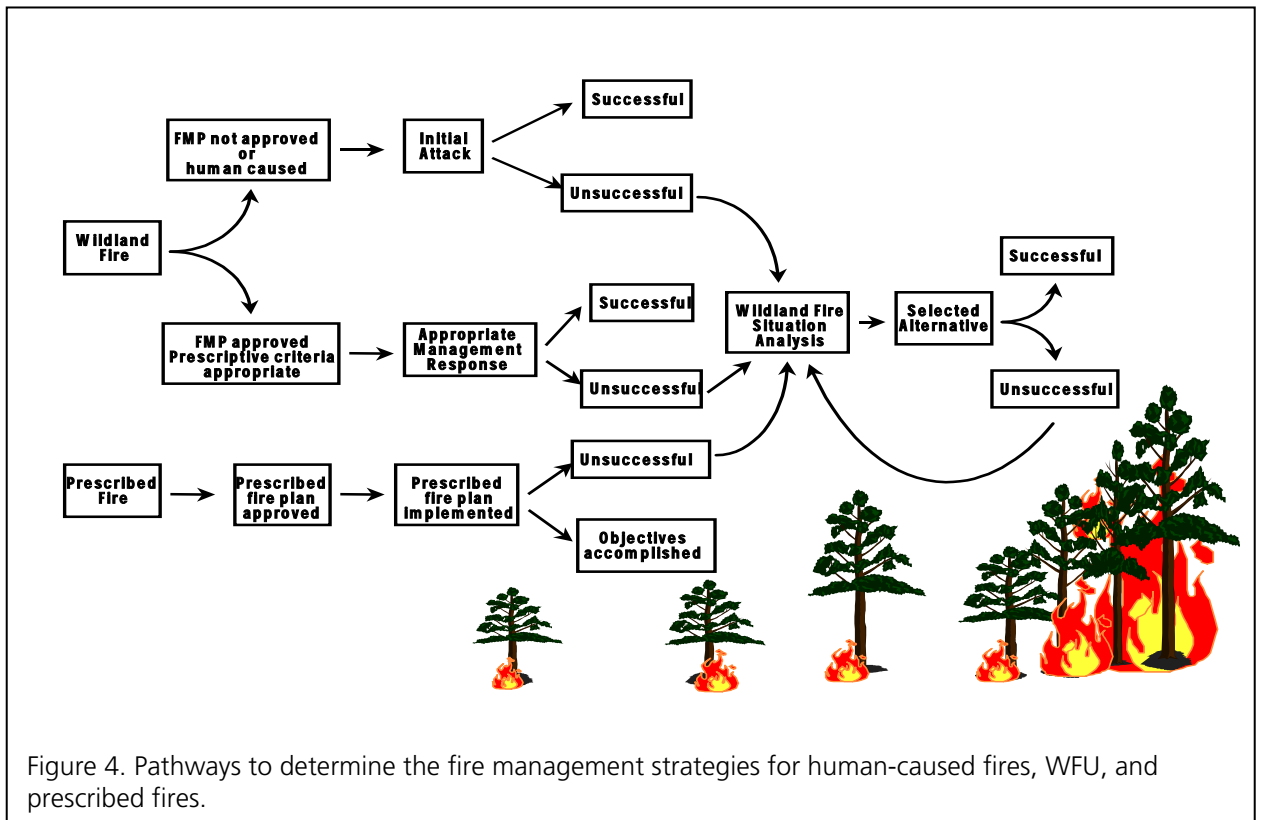 Successful
FMP not approved
or
human caused
Initial
Attack
Unsuccessful
Wildland
Fire
FMP approved
Prescriptive criteria
appropriate
Appropriate
Management
Response
Successful
Unsuccessful
Wildland Fire
Situation
Analysis
Selected
Alternative
Successful
Unsuccessful
Prescribed
Fire
Prescribed
fire plan
approved
Prescribed
fire plan
implemented
Unsuccessful
Objectives
accomplished
Figure 4. Pathways to determine the fire management strategies for human-caused fires, WFU, and
prescribed fires.